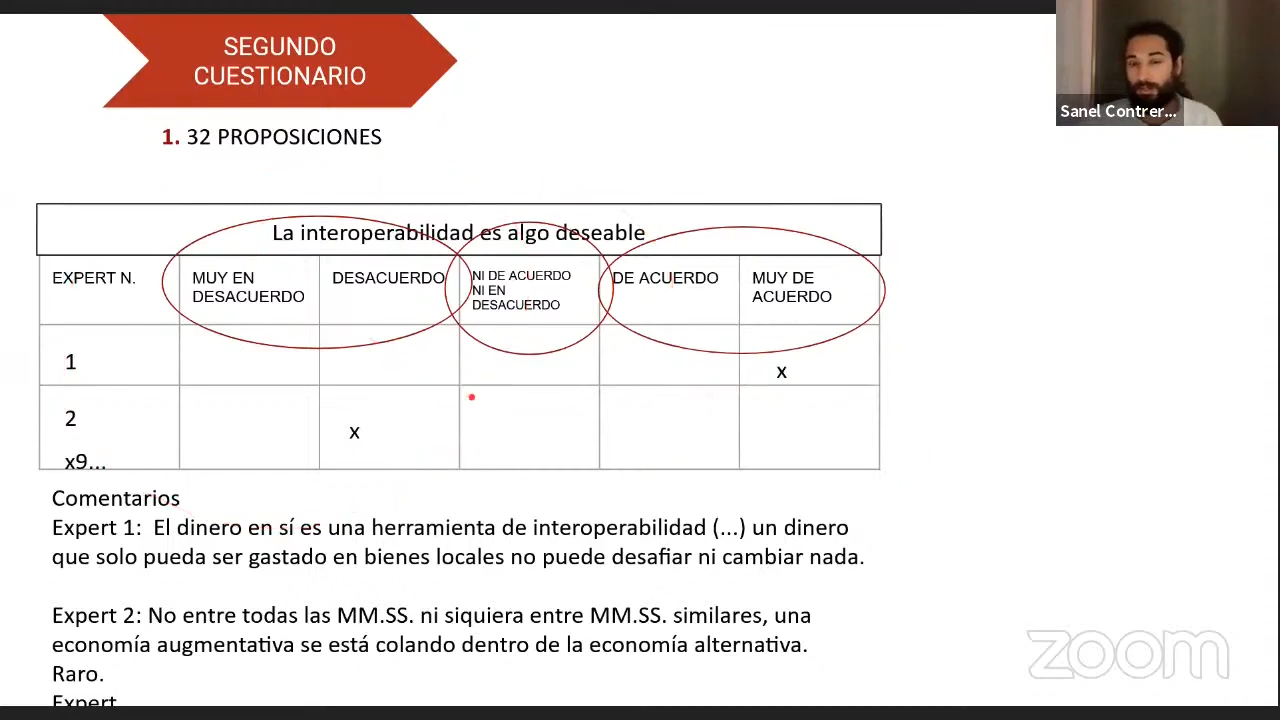 SEGUNDO
CUESTIONARIO
Sanel Contrer...
1. 32 PROPOSICIONES
La interoperabilidad es algo deseable
EXPERT N.
MUY EN
DESACUERDO
DESACUERDO
NI DE ACUERDO
NI EN
DESACUERDO
DE ACUERDO
MUY DE
ACUERDO
1
x
2
x
x9...
Comentarios
Expert 1: El dinero en sí es una herramienta de interoperabilidad (...) un dinero
que solo pueda ser gastado en bienes locales no puede desafiar ni cambiar nada.
Expert 2: No entre todas las MM.SS. ni siquiera entre MM.SS. similares, una
economía augmentativa se está colando dentro de la economía alternativa.
Raro.
Expert
zoom